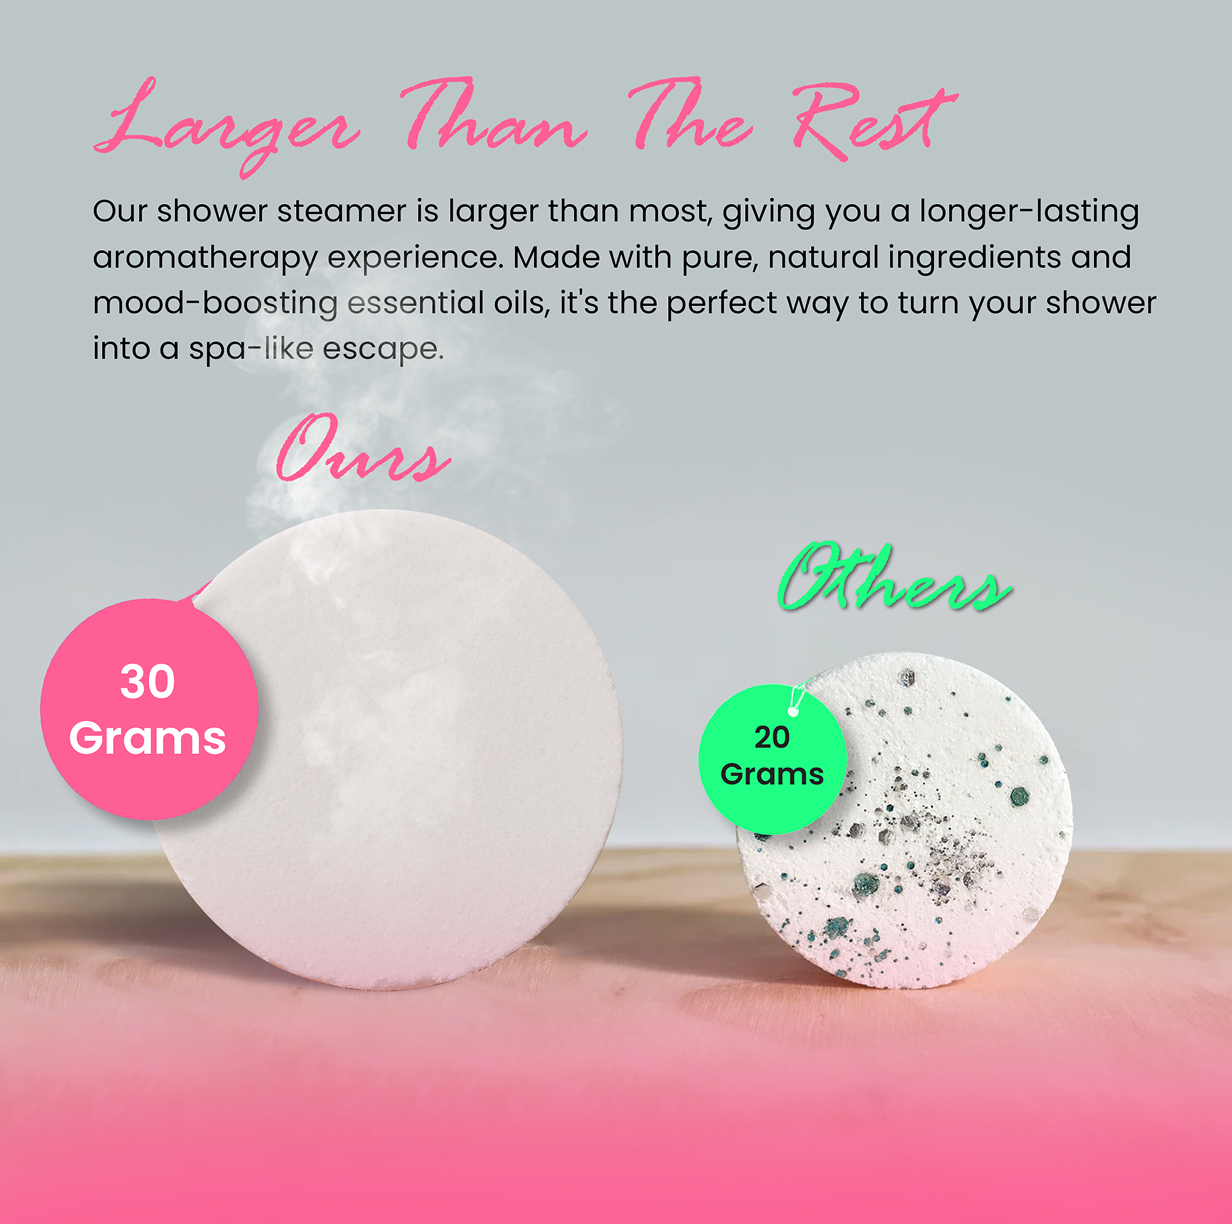 Larger Than The Rest
Our shower steamer is larger than most, giving you a longer-lasting
aromatherapy experience. Made with pure, natural ingredients and
mood-boosting essential oils, it's the perfect way to turn your shower
into a spa-like escape.
Ours
Others
30
Grams
20
Grams